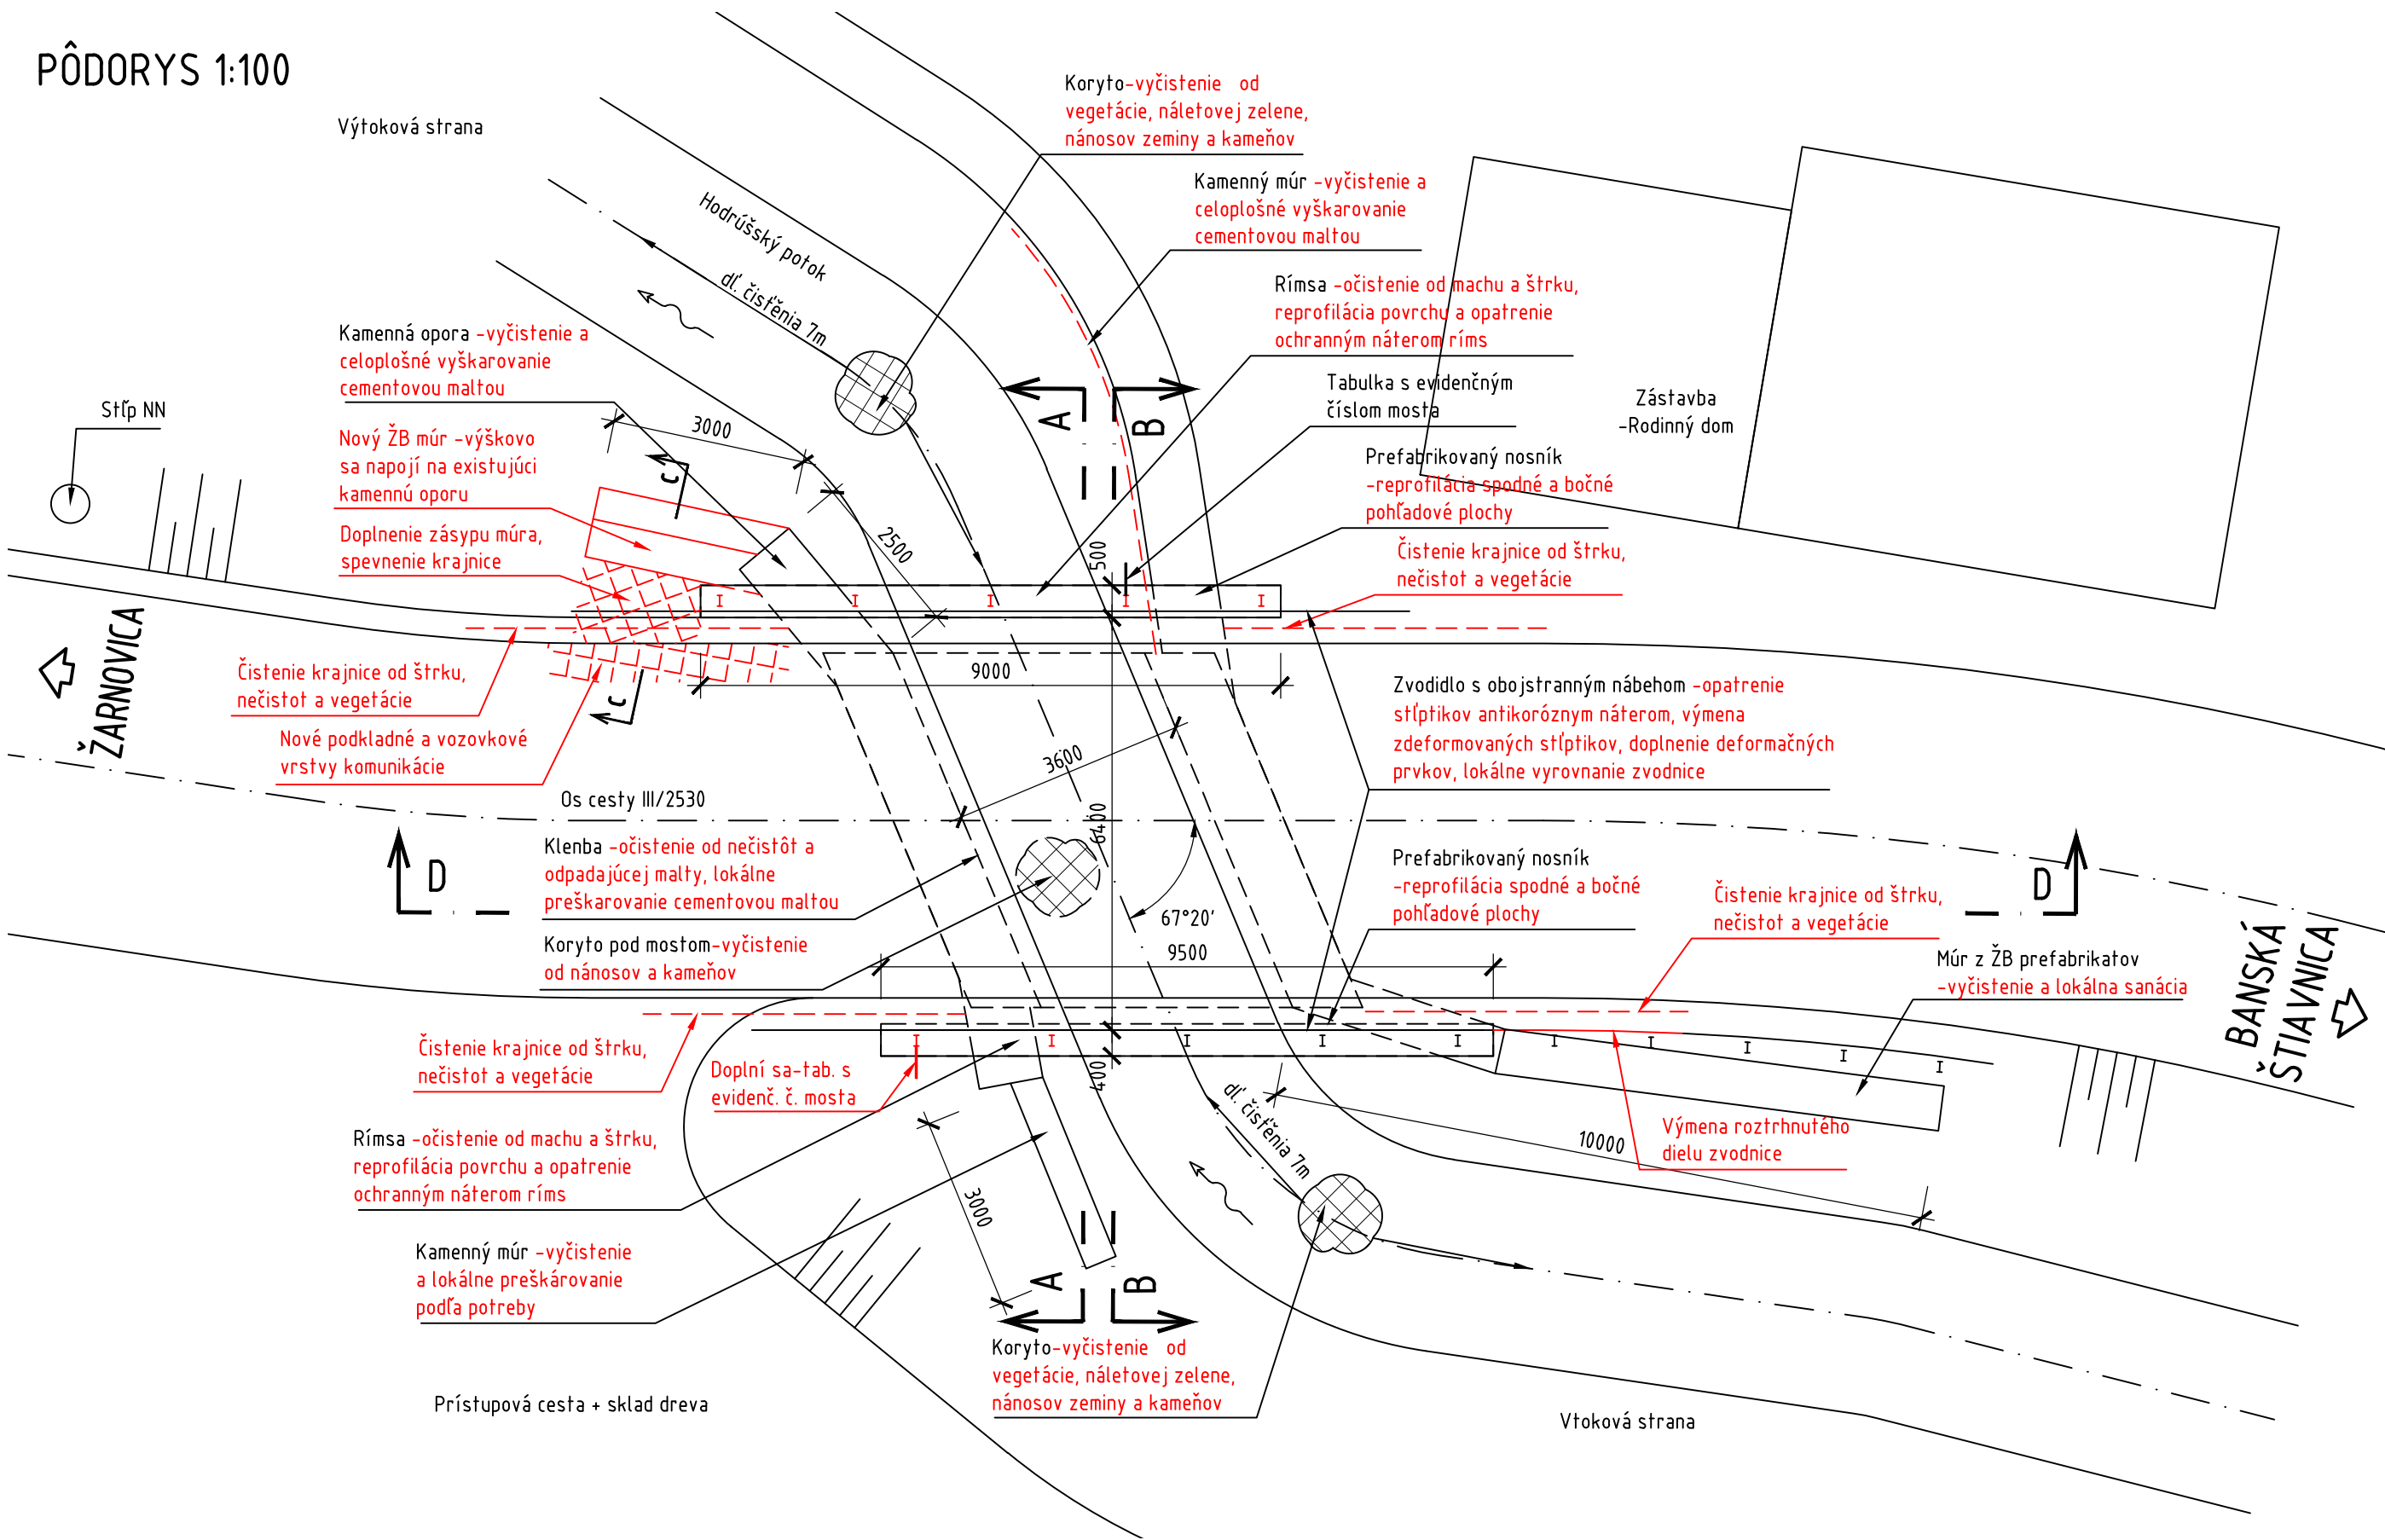 PÔDORYS 1:100
Výtoková strana
Koryto-vyčistenie od
vegetácie, náletovej zelene,
nánosov zeminy a kameňov
Kamenný múr -vyčistenie a
celoplošné vyškarovanie
cementovou maltou
Hodrúšský potok
dľ. čisťěnia 7m
Rímsa -očistenie od machu a štrku,
reprofilácia povrchu a opatrenie
ochranným náterom ríms
Kamenná opora -vyčistenie a
celoplošné vyškarovanie
cementovou maltou
Tabulka s evidenčným
číslom mosta
Zástavba
-Rodinný dom
Stĺp NN
3000
A
B
Nový ŽB múr -výškovo
sa napojí na existujúci
kamennú oporu
C
Prefabrikovaný nosník
-reprofilácia spodné a bočné
pohľadové plochy
Doplnenie zásypu múra,
spevnenie krajnice
2500
500
Čistenie krajnice od štrku,
nečistot a vegetácie
ŽARNOVICA
Čistenie krajnice od štrku,
nečistot a vegetácie
9000
C
Zvodidlo s obojstranným nábehom -opatrenie
stĺptikov antikoróznym náterom, výmena
zdeformovaných stĺptikov, doplnenie deformačných
prvkov, lokálne vyrovnanie zvodnice
Nové podkladné a vozovkové
vrstvy komunikácie
3600
Os cesty III/2530
6400
Klenba -očistenie od nečistôt a
odpadajúcej malty, lokálne
preškarovanie cementovou maltou
D
Prefabrikovaný nosník
-reprofilácia spodné a bočné
pohľadové plochy
D
Čistenie krajnice od štrku,
nečistot a vegetácie
67°20'
Koryto pod mostom-vyčistenie
od nánosov a kameňov
9500
Múr z ŽB prefabrikatov
-vyčistenie a lokálna sanácia
BANSKÁ
ŠTIAVNICA
Čistenie krajnice od štrku,
nečistot a vegetácie
Doplní sa-tab. s
evidenč. č. mosta
400
dľ. čisťěnia 7m
10000
Výmena roztrhnutého
dielu zvodnice
Rímsa -očistenie od machu a štrku,
reprofilácia povrchu a opatrenie
ochranným náterom ríms
3000
Kamenný múr -vyčistenie
a lokálne preškárovanie
podľa potreby
A
B
Koryto-vyčistenie od
vegetácie, náletovej zelene,
nánosov zeminy a kameňov
Prístupová cesta + sklad dreva
Vtoková strana